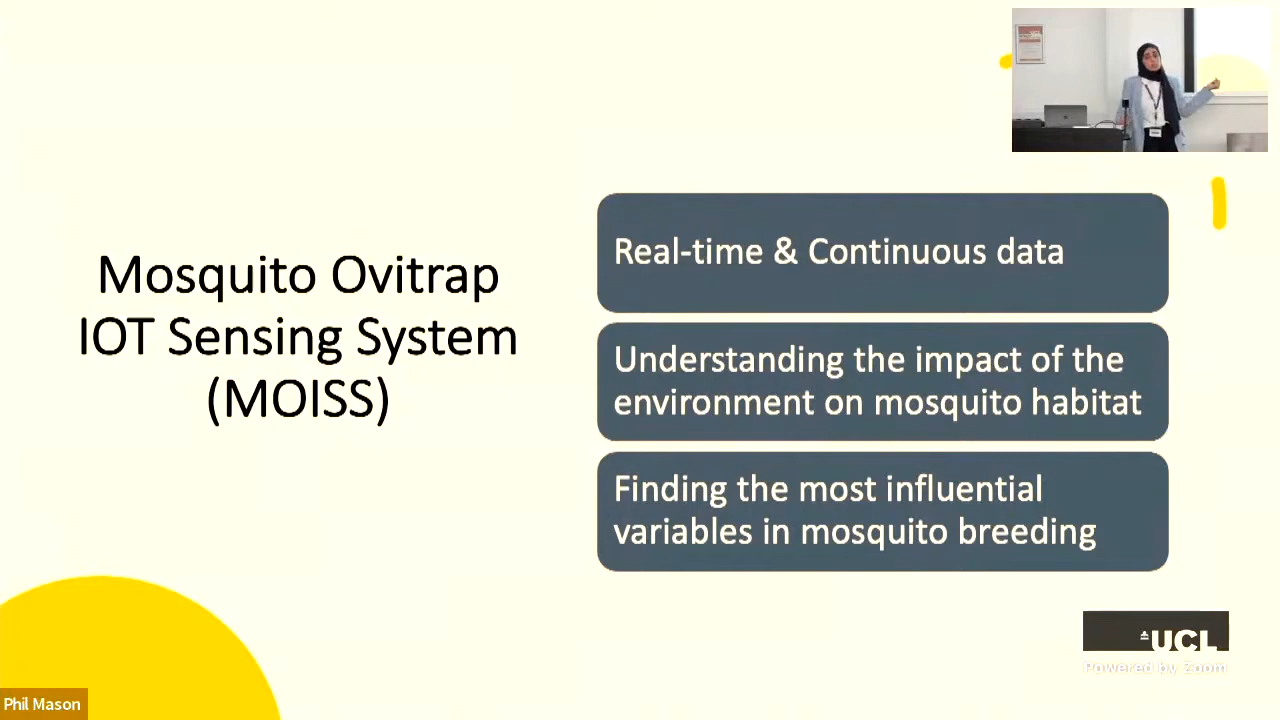 Mosquito Ovitrap
IOT Sensing System
(MOISS)
Real-time & Continuous data
Understanding the impact of the
environment on mosquito habitat
Finding the most influential
variables in mosquito breeding
UCL
Powered by Zoom
Phil Mason